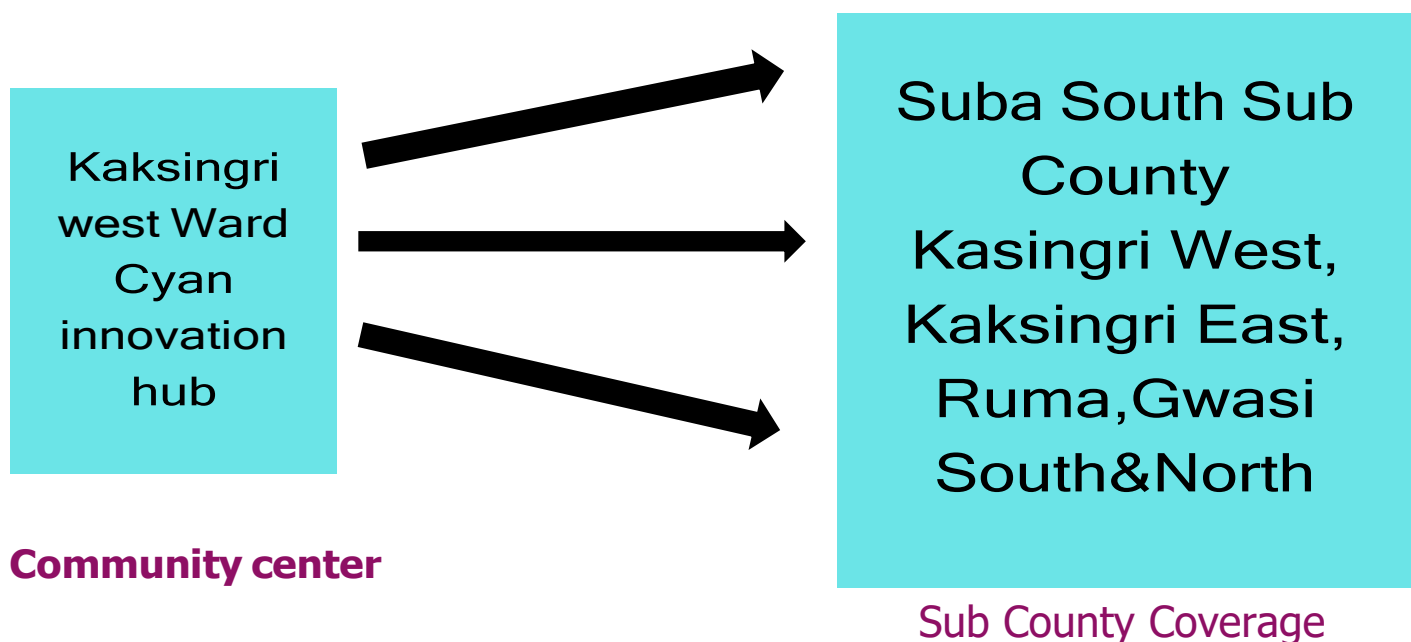 Kaksingri
west Ward
Cyan
innovation
hub
Community center
Suba South Sub
County
Kasingri West,
Kaksingri East,
Ruma,Gwasi
South&North
Sub County Coverage